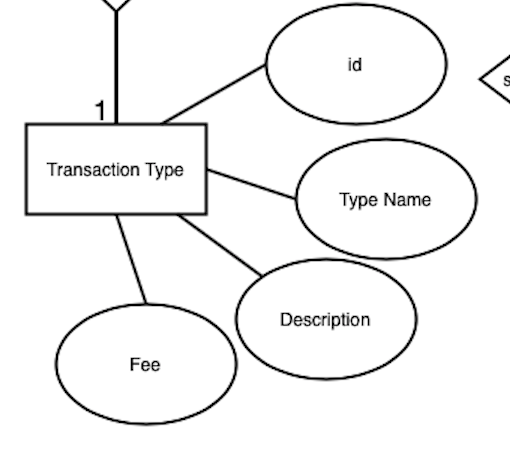 id
s
1
Transaction Type
Type Name
Description
Fee